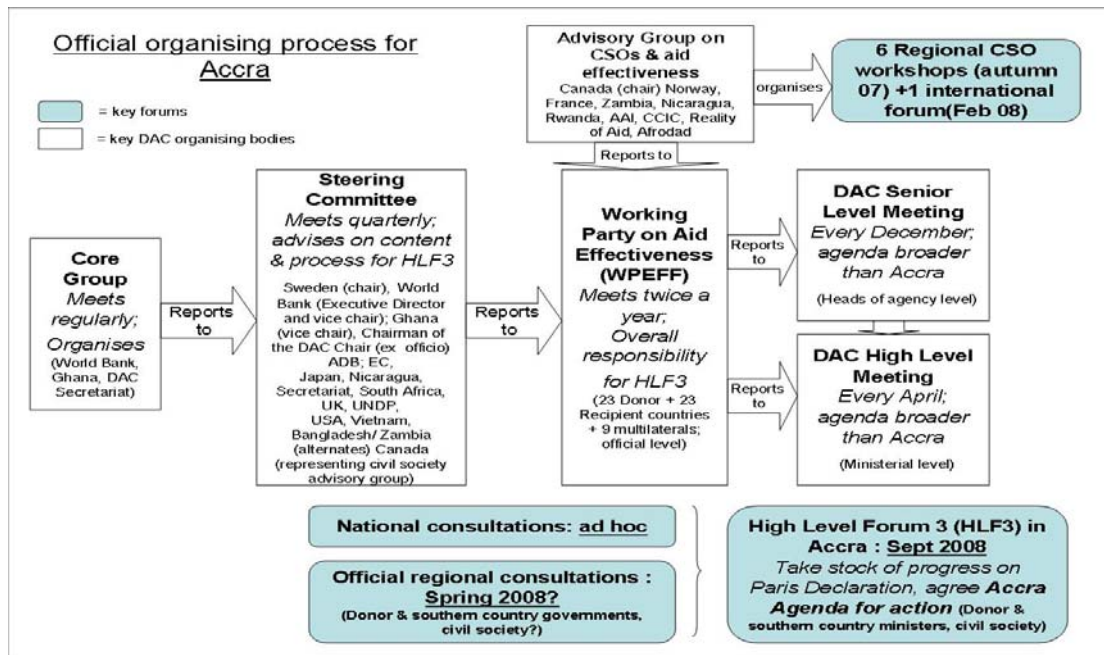 Official organising process for
Accra
= key forums
= key DAC organising bodies
Advisory Group on
CSOs & aid
effectiveness
Canada (chair) Norway,
France, Zambia, Nicaragua,
Rwanda, AAI, CCIC, Reality
of Aid, Afrodad
organises
6 Regional CSO
workshops (autumn
07) +1 international
forum(Feb 08)
Reports to
Core
Group
Meets
regularly;
Organises
(World Bank,
Ghana, DAC
Secretariat)
Reports
to
Steering
Committee
Meets quarterly;
advises on content
& process for HLF3
Sweden (chair), World
Bank (Executive Director
and vice chair); Ghana
(vice chair), Chairman of
the DAC Chair (ex officio)
ADB; EC,
Japan, Nicaragua,
Secretariat, South Africa,
UK, UNDP,
USA, Vietnam,
Bangladesh/ Zambia
(alternates) Canada
(representing civil society
advisory group)
Reports
to
Working
Party on Aid
Effectiveness
(WPEFF)
Meets twice a
year;
Overall
responsibility
for HLF3
(23 Donor + 23
Recipient countries
+ 9 multilaterals;
official level)
Reports
to
DAC Senior
Level Meeting
Every December;
agenda broader
than Accra
(Heads of agency level)
Reports
to
DAC High Level
Meeting
Every April;
agenda broader
than Accra
(Ministerial level)
National consultations: ad hoc
Official regional consultations :
Spring 2008?
(Donor & southern country governments,
civil society?)
High Level Forum 3 (HLF3) in
Accra : Sept 2008
Take stock of progress on
Paris Declaration, agree Accra
Agenda for action (Donor &
southern country ministers, civil society)